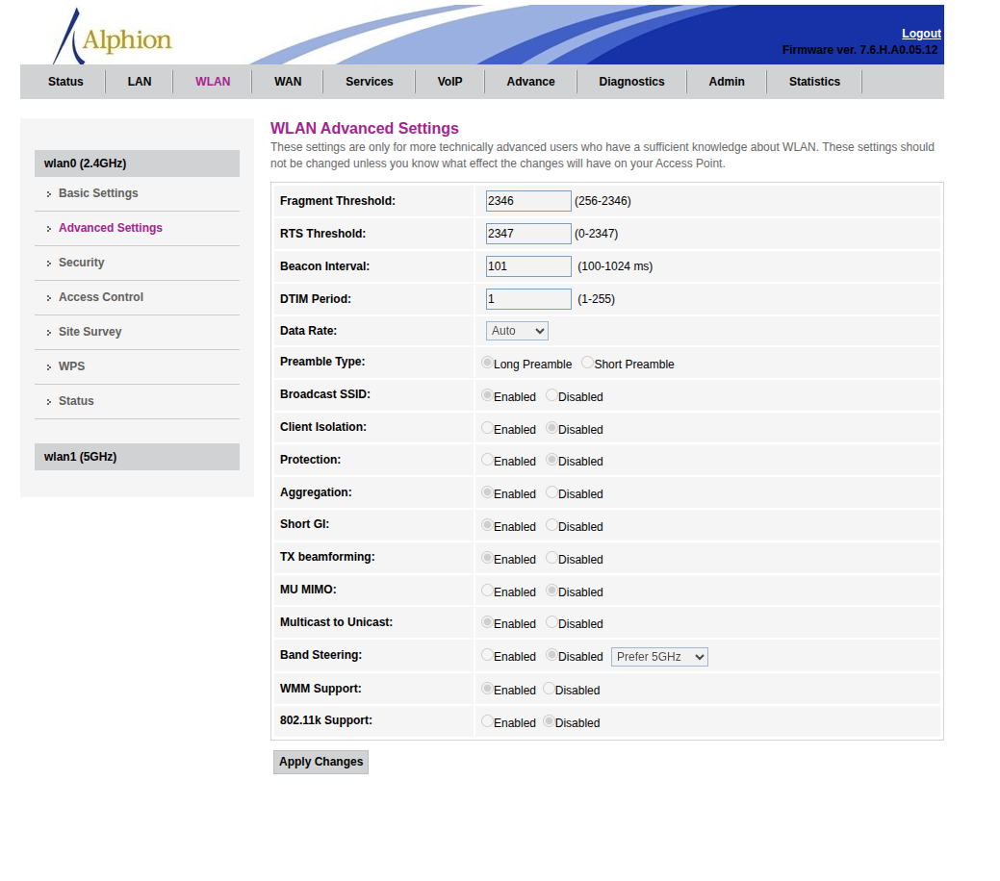 Alphion
Logout
Firmware ver. 7.6.H.A0.05.12
Status LAN WLAN WAN Services VoIP Advance Diagnostics Admin Statistics
wlan0 (2.4GHz)
Basic Settings
Advanced Settings
Security
Access Control
Site Survey
WPS
Status
wlan1 (5GHz)
WLAN Advanced Settings
These settings are only for more technically advanced users who have a sufficient knowledge about WLAN. These settings should
not be changed unless you know what effect the changes will have on your Access Point.
Fragment Threshold: 2346 (256-2346)
RTS Threshold: 2347 (0-2347)
Beacon Interval: 101 (100-1024 ms)
DTIM Period: 1 (1-255)
Data Rate: Auto
Preamble Type: Long Preamble Short Preamble
Broadcast SSID: Enabled Disabled
Client Isolation: Enabled Disabled
Protection: Enabled Disabled
Aggregation: Enabled Disabled
Short GI: Enabled Disabled
TX beamforming: Enabled Disabled
MU MIMO: Enabled Disabled
Multicast to Unicast: Enabled Disabled
Band Steering: Enabled Disabled Prefer 5GHz
WMM Support: Enabled Disabled
802.11k Support: Enabled Disabled
Apply Changes